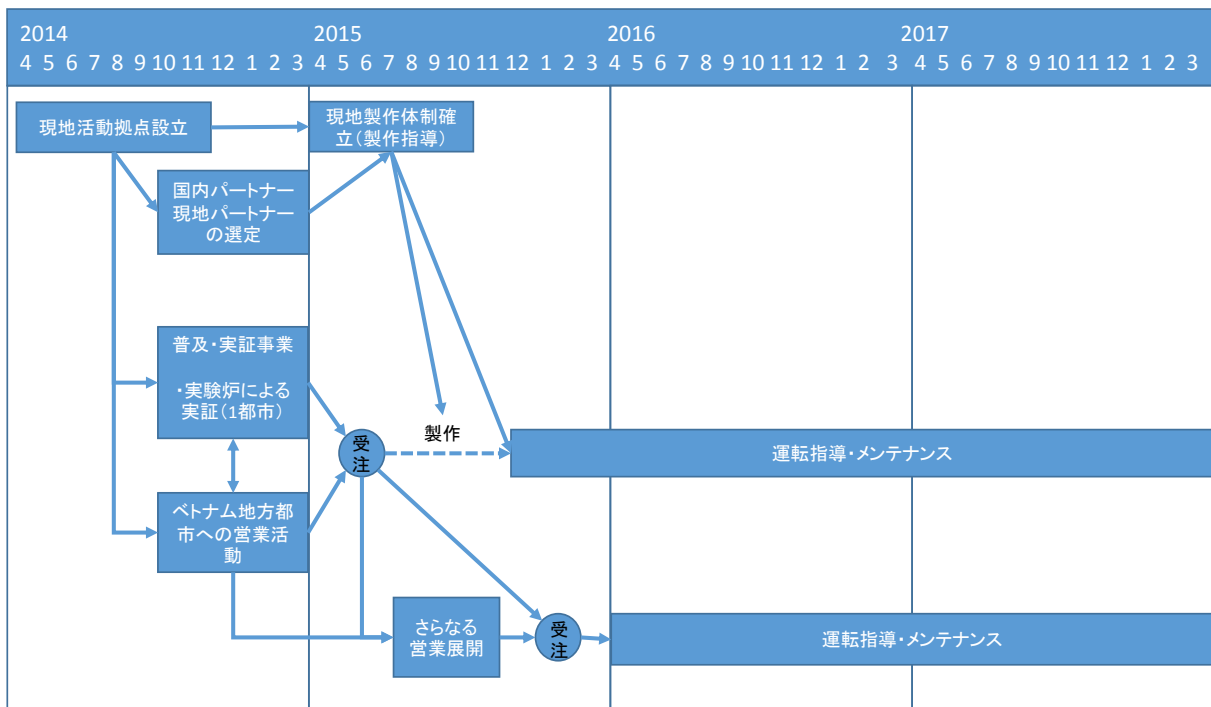 2014 2015 2016 2017
4 5 6 7 8 9 10 11 12 1 2 3 4 5 6 7 8 9 10 11 12 1 2 3 4 5 6 7 8 9 10 11 12 1 2 3 4 5 6 7 8 9 10 11 12 1 2 3
現地活動拠点設立
現地製作体制確
立(製作指導)
国内パートナー
現地パートナー
の選定
普及・実証事業
・実験炉による
実証(1都市)
受
注
製作
運転指導・メンテナンス
ベトナム地方都
市への営業活
動
さらなる
営業展開
受
注
運転指導・メンテナンス